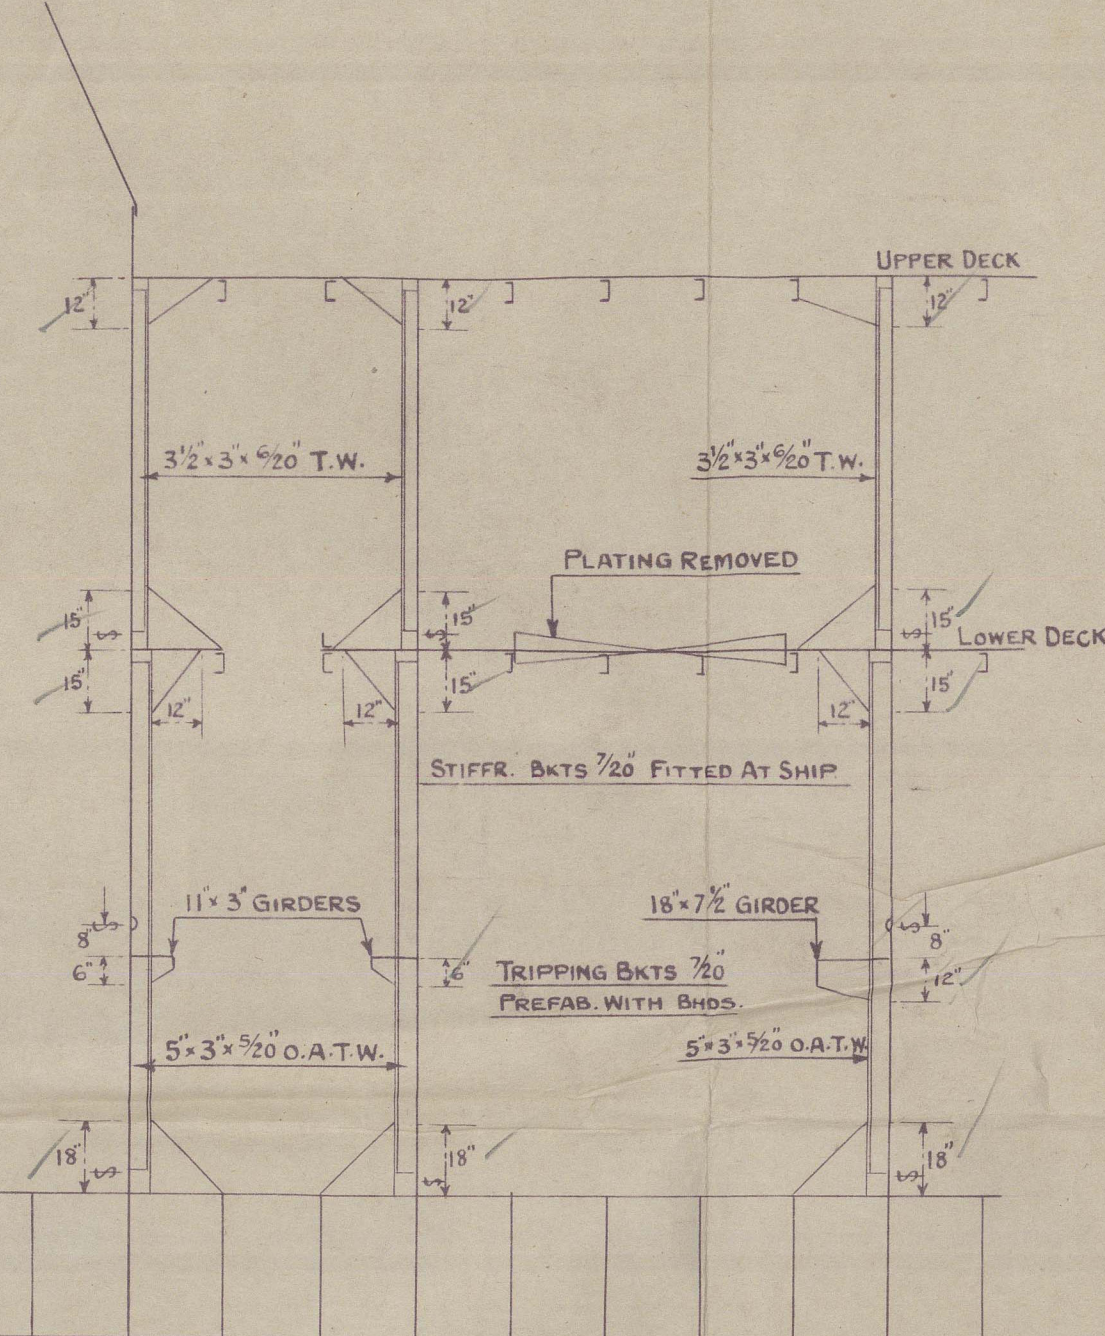 UPPER DECK
12"
12"
12"
3½"×3"×6/20" T.W.
3½"×3"×6/20" T.W.
PLATING REMOVED
15"
15"
15"
LOWER DECK
15"
15"
15"
12"
12"
12"
STIFFR. BKTS 7/20" FITTED AT SHIP
11"×3" GIRDERS
18"×7½" GIRDER
8"
8"
6"
6"
TRIPPING BKTS 7/20"
12"
PREFAB. WITH BHDS.
5"×3"×5/20" O.A.T.W.
5"×3"×5/20" O.A.T.W.
18"
18"
18"